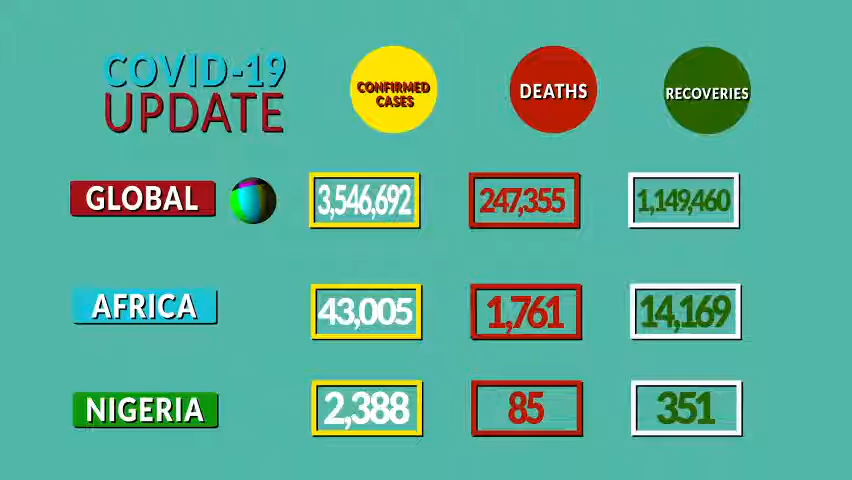 COVID-19
UPDATE
CONFIRMED
CASES
DEATHS
RECOVERIES
GLOBAL 3,546,692 247,355 1,149,460
AFRICA 43,005 1,761 14,169
NIGERIA 2,388 85 351